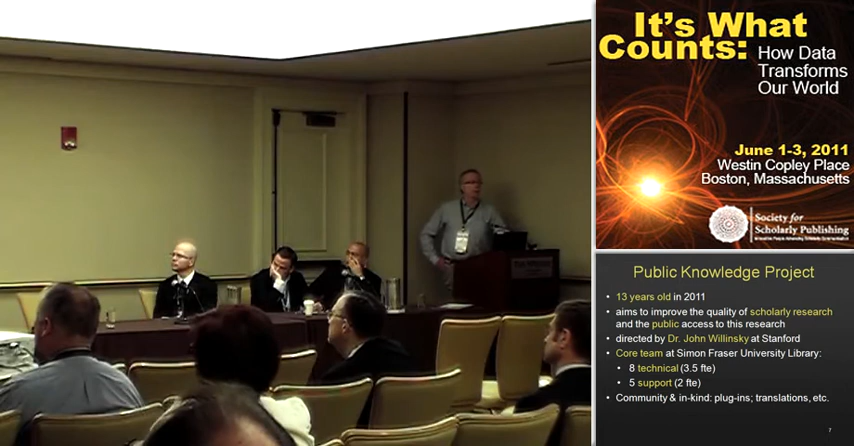 It's What
Counts: How Data
Transforms
Our World
June 1-3, 2011
Westin Copley Place
Boston, Massachusetts
Society for
Scholarly Publishing
Public Knowledge Project
• 13 years old in 2011
• aims to improve the quality of scholarly research
and the public access to this research
• directed by Dr. John Willinsky at Stanford
• Core team at Simon Fraser University Library:
• 8 technical (3.5 fte)
• 5 support (2 fte)
• Community & in-kind: plug-ins; translations, etc.
7